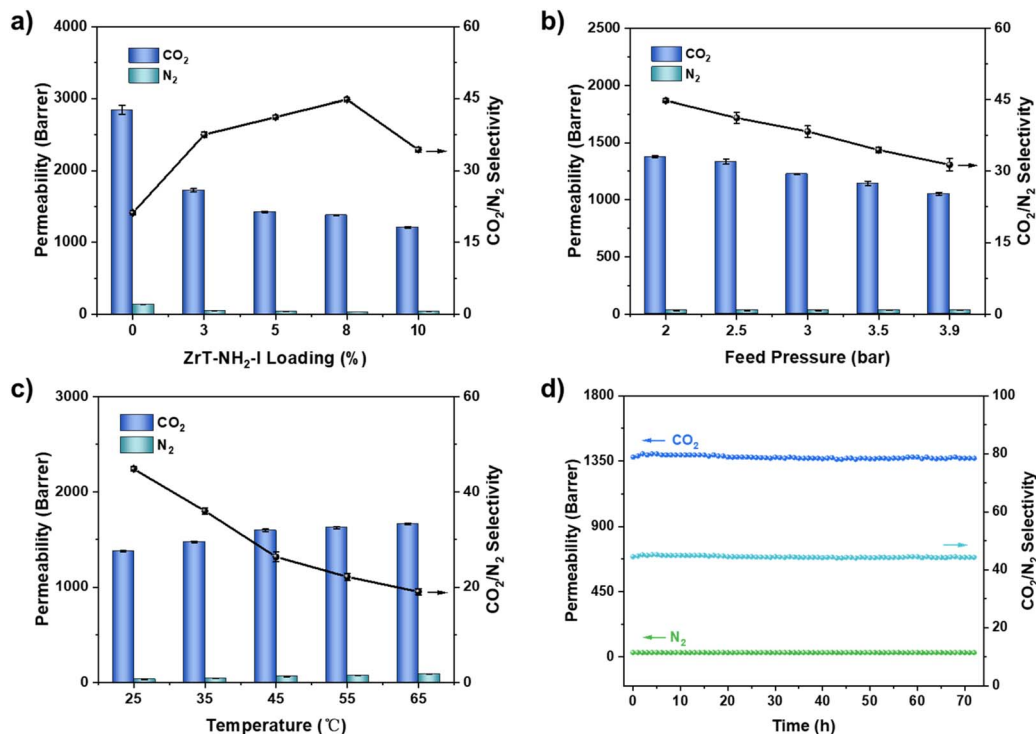 a)
4000
3000
2000
1000
0
Permeability (Barrer)
CO₂
N₂
60
45
30
15
0
CO₂/N₂ Selectivity
0 3 5 8 10
ZrT-NH₂-I Loading (%)
b)
2500
2000
1500
1000
500
0
Permeability (Barrer)
CO₂
N₂
60
45
30
15
0
CO₂/N₂ Selectivity
2 2.5 3 3.5 3.9
Feed Pressure (bar)
c)
3000
2000
1000
0
Permeability (Barrer)
CO₂
N₂
60
40
20
0
CO₂/N₂ Selectivity
25 35 45 55 65
Temperature (℃)
d)
1800
1350
900
450
0
Permeability (Barrer)
CO₂
N₂
100
80
60
40
20
0
CO₂/N₂ Selectivity
0 10 20 30 40 50 60 70
Time (h)